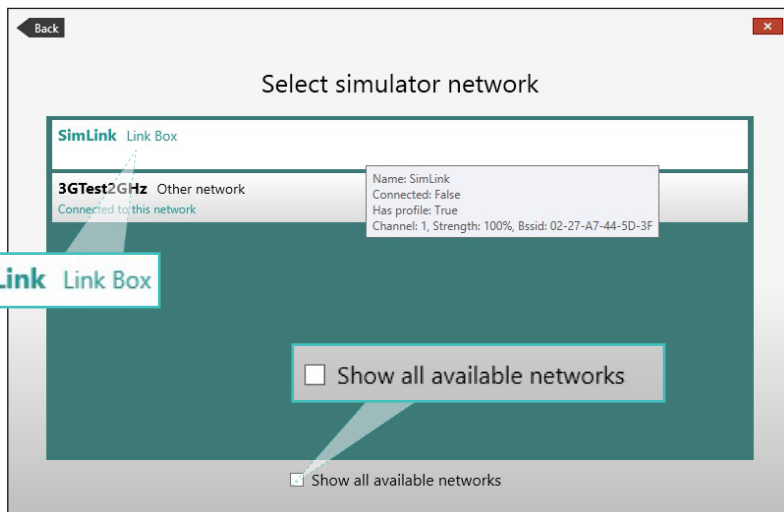 Back
Select simulator network
SimLink Link Box
3GTest2GHz Other network
Connected to this network
Name: SimLink
Connected: False
Has profile: True
Channel: 1, Strength: 100%, Bssid: 02-27-A7-44-5D-3F
Link Link Box
Show all available networks
Show all available networks